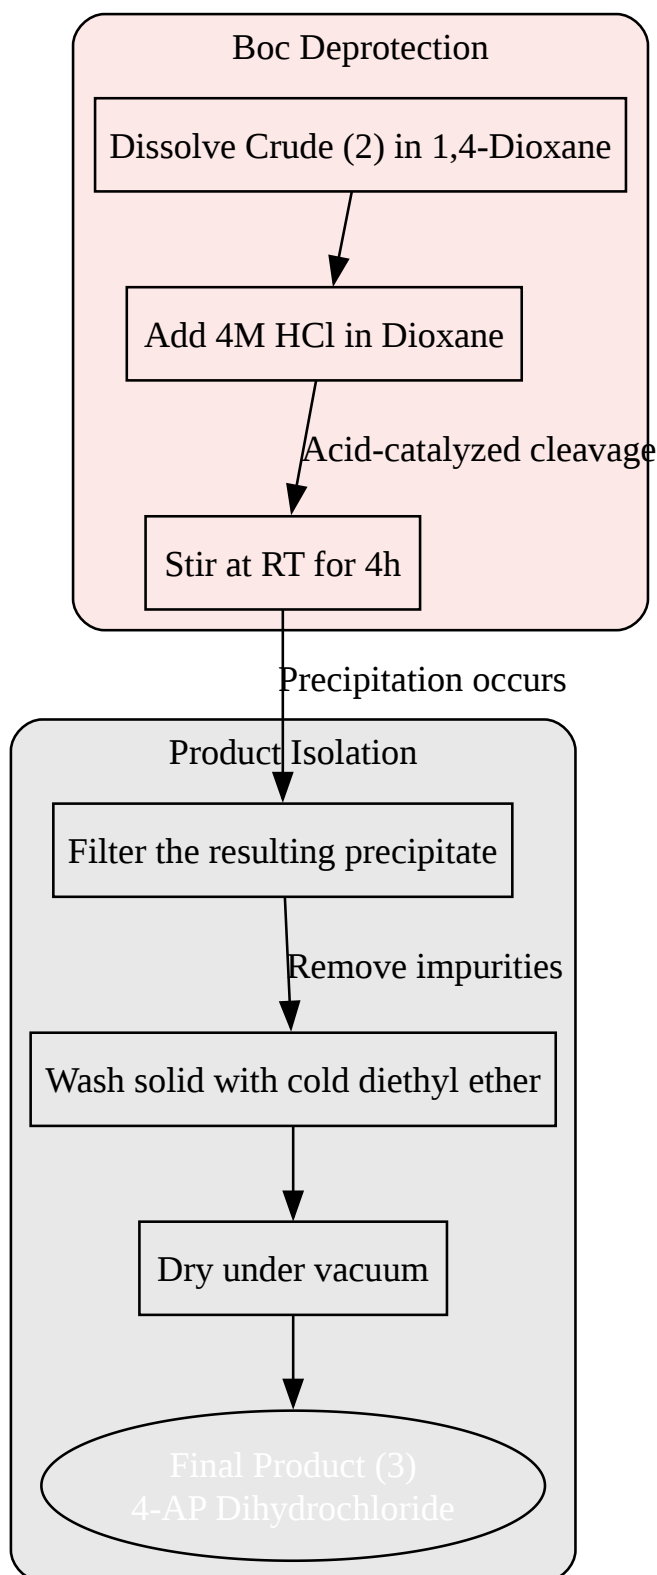 Boc Deprotection
Dissolve Crude (2) in 1,4-Dioxane
Add 4M HCl in Dioxane
Acid-catalyzed cleavage
Stir at RT for 4h
Precipitation occurs
Product Isolation
Filter the resulting precipitate
Remove impurities
Wash solid with cold diethyl ether
Dry under vacuum
Final Product (3)
4-AP Dihydrochloride